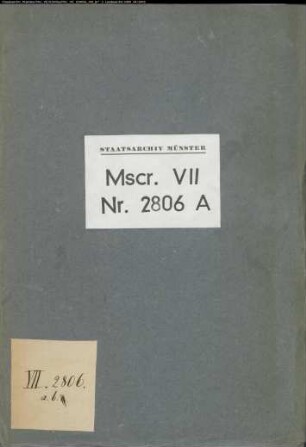 STAATSARCHIV MÜNSTER
Mscr. VII
Nr. 2806 A
VII. 2806.
a.b.